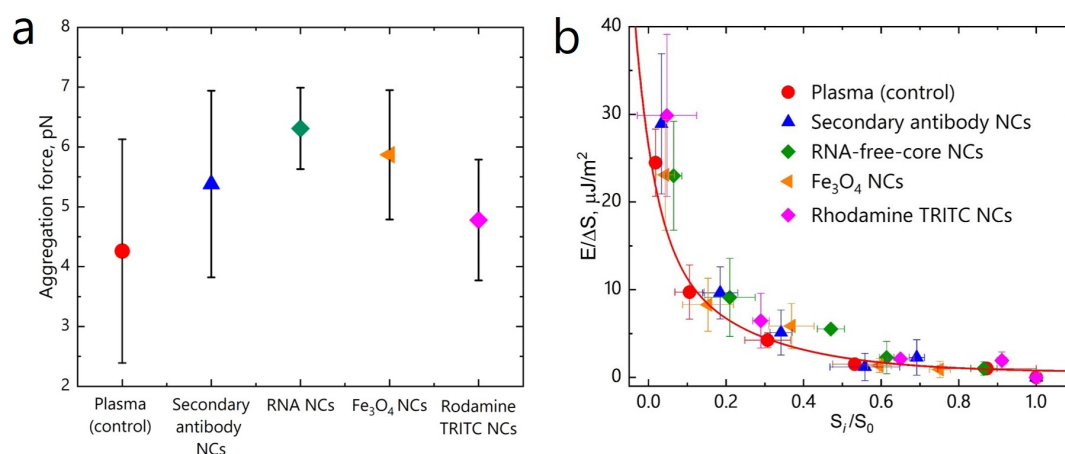 a
Aggregation force, pN
8
7
6
5
4
3
2
Plasma
(control)
Secondary
antibody
NCs
RNA NCs
Fe₃O₄ NCs
Rodamine
TRITC NCs
b
E/ΔS, μJ/m²
40
30
20
10
0
Plasma (control)
Secondary antibody NCs
RNA-free-core NCs
Fe₃O₄ NCs
Rhodamine TRITC NCs
0.0 0.2 0.4 0.6 0.8 1.0
Sᵢ/S₀